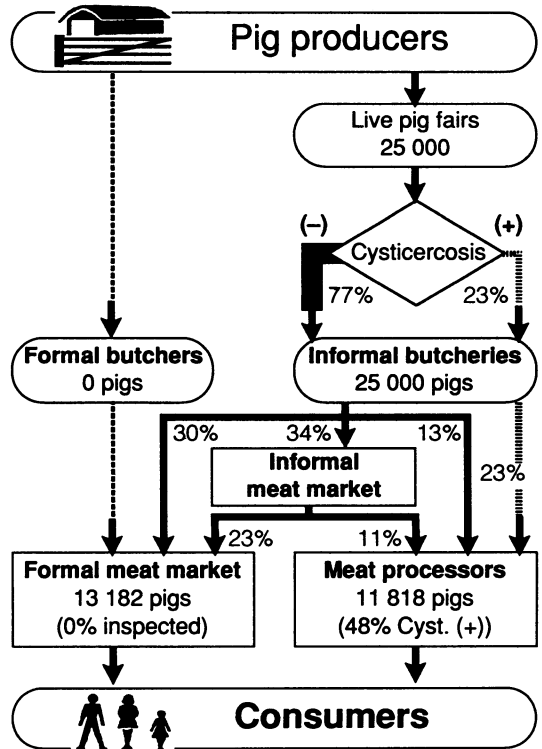 Pig producers
Live pig fairs
25 000
(–)
(+)
Cysticercosis
77%
23%
Formal butchers
0 pigs
Informal butcheries
25 000 pigs
30%
34%
13%
Informal
meat market
23%
23%
11%
Formal meat market
13 182 pigs
(0% inspected)
Meat processors
11 818 pigs
(48% Cyst. (+))
Consumers